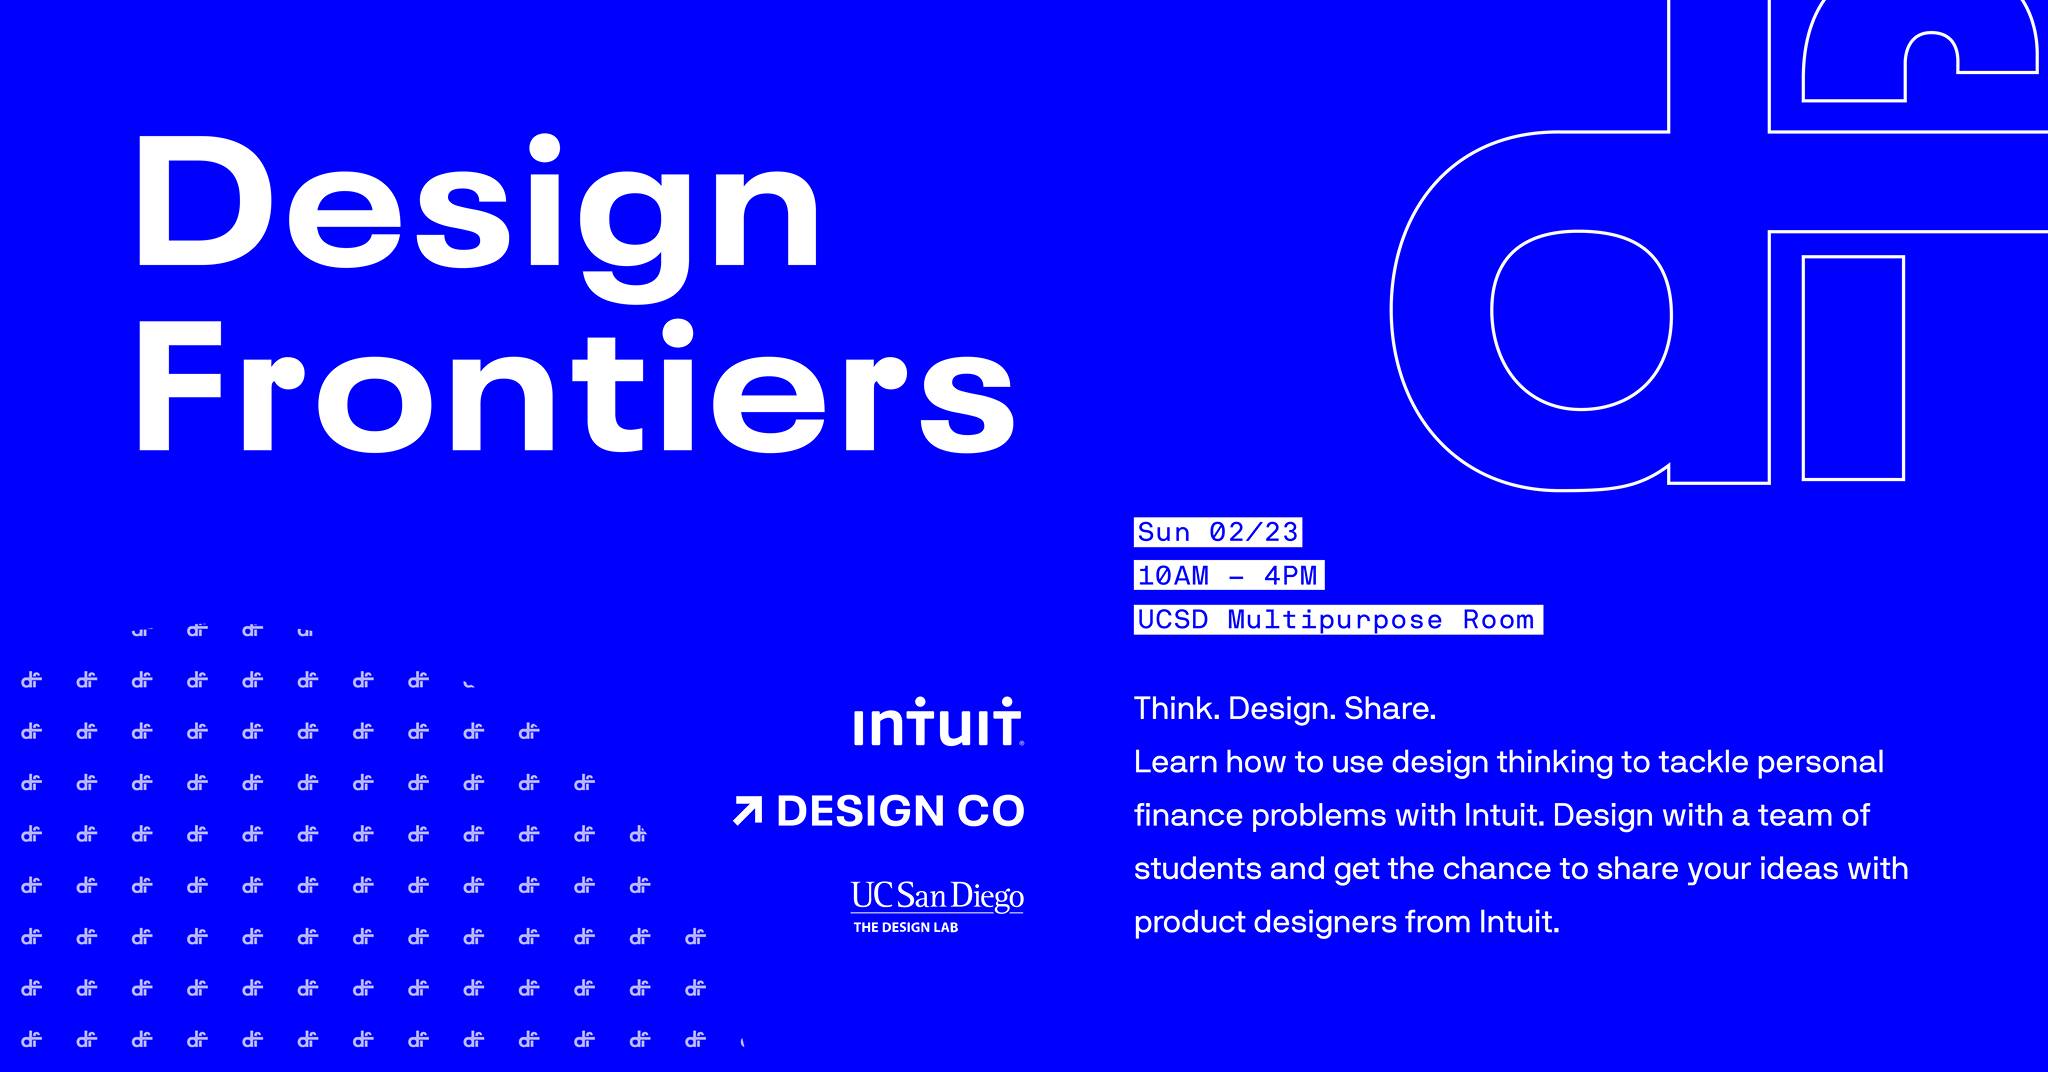 Design
Frontiers
Sun 02/23
10AM – 4PM
UCSD Multipurpose Room
intuit®
DESIGN CO
UC San Diego
THE DESIGN LAB
Think. Design. Share.
Learn how to use design thinking to tackle personal
finance problems with Intuit. Design with a team of
students and get the chance to share your ideas with
product designers from Intuit.